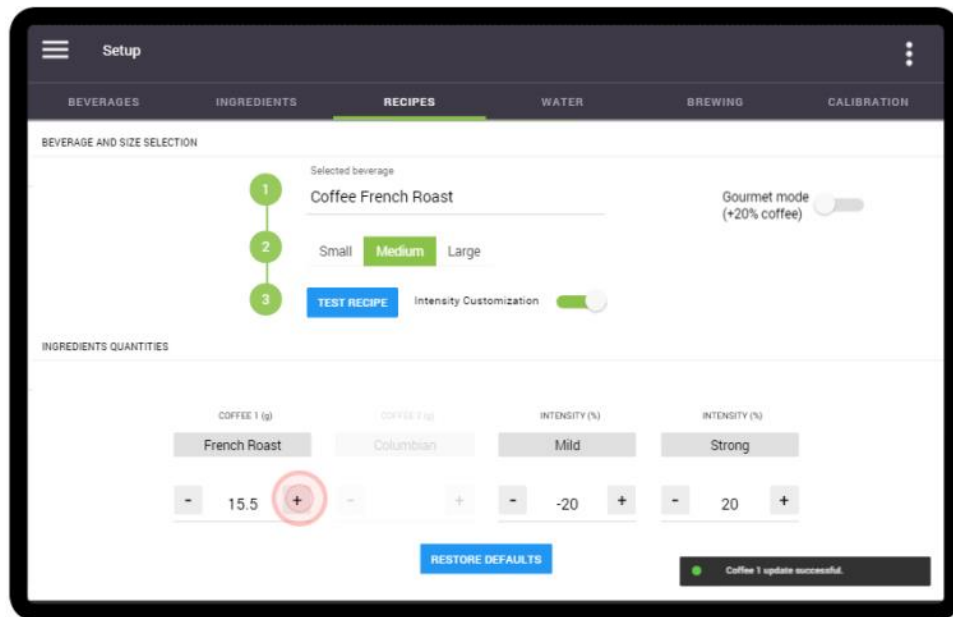 Setup
BEVERAGES INGREDIENTS RECIPES WATER BREWING CALIBRATION
BEVERAGE AND SIZE SELECTION
Selected beverage
1 Coffee French Roast
Gourmet mode
(+20% coffee)
2 Small Medium Large
3 TEST RECIPE Intensity Customization
INGREDIENTS QUANTITIES
COFFEE 1 (g) COFFEE 2 (g) INTENSITY (%) INTENSITY (%)
French Roast Columbian Mild Strong
- 15.5 + - + - -20 + - 20 +
RESTORE DEFAULTS
Coffee 1 update successful.